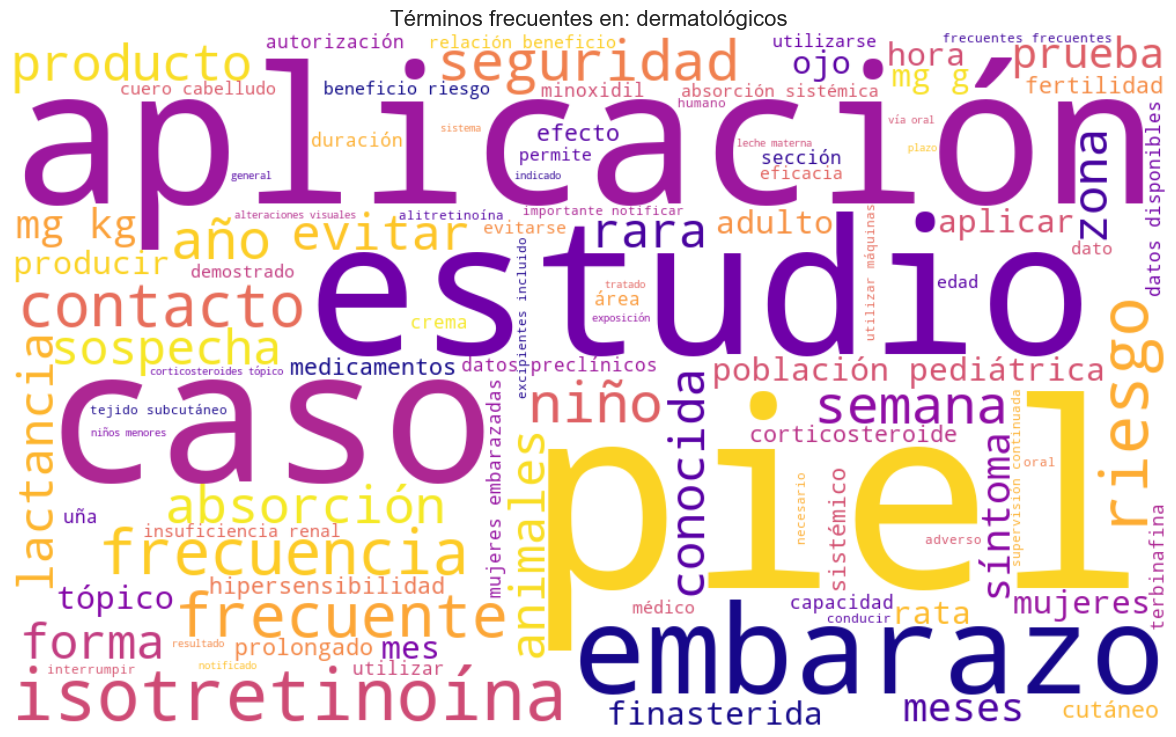 Términos frecuentes en: dermatológicos
producto
autorización
relación beneficio
seguridad
utilizarse
frecuentes frecuentes
ojo
hora
prueba
cuero cabelludo
beneficio riesgo
minoxidil
absorción sistémica
mg g
fertilidad
aplicación
humano
duración
sistema
efecto
permite
leche materna
sección
eficacia
vía oral
plazo
general
indicado
zona
datos disponibles
mg kg
año
alteraciones visuales
evitar
alitretinoína
importante notificar
evitarse
rara
adulto
aplicar
dato
producir
demostrado
estudio
excipientes incluido
tratado
área
exposición
utilizar máquinas
edad
contacto
crema
sospecha
corticosteroides tópico
medicamentos
datos preclínicos
población pediátrica
riesgo
lactancia
caso
tejido subcutáneo
niños menores
mujeres embarazadas
niño
conocida
semana
corticosteroide
supervisión continuada
oral
piel
absorción
animales
uña
insuficiencia renal
necesario
sistémico
síntoma
adverso
terbinafina
frecuencia
hipersensibilidad
tópico
frecuente
médico
capacidad
conducir
rata
mujeres
forma
resultado
prolongado
mes
embarazo
interrumpir
notificado
utilizar
isotretinoína
finasterida
meses
cutáneo